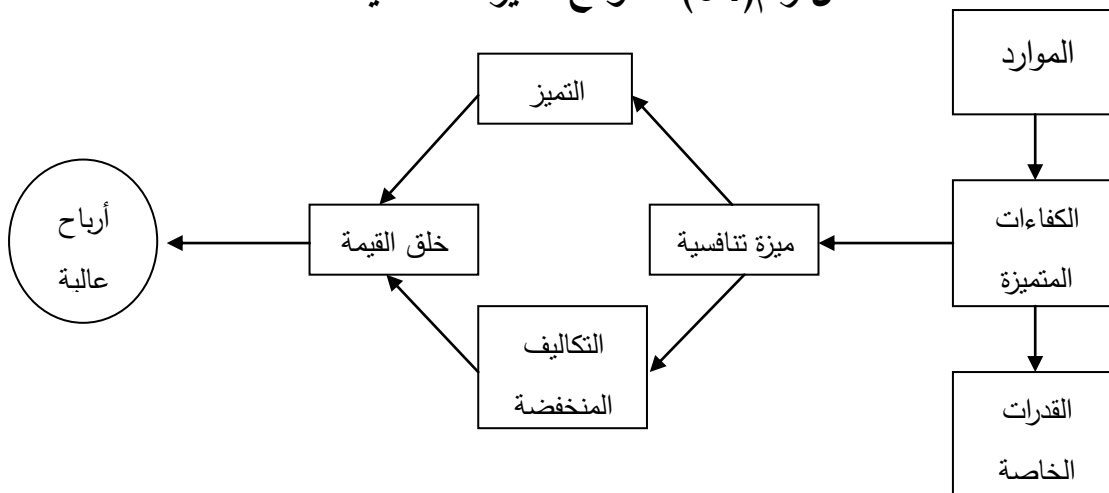 الموارد
التميز
الكفاءات
المتميزة
ميزة تنافسية
خلق القيمة
أرباح
عالبة
التكاليف
المنخفضة
القدرات
الخاصة